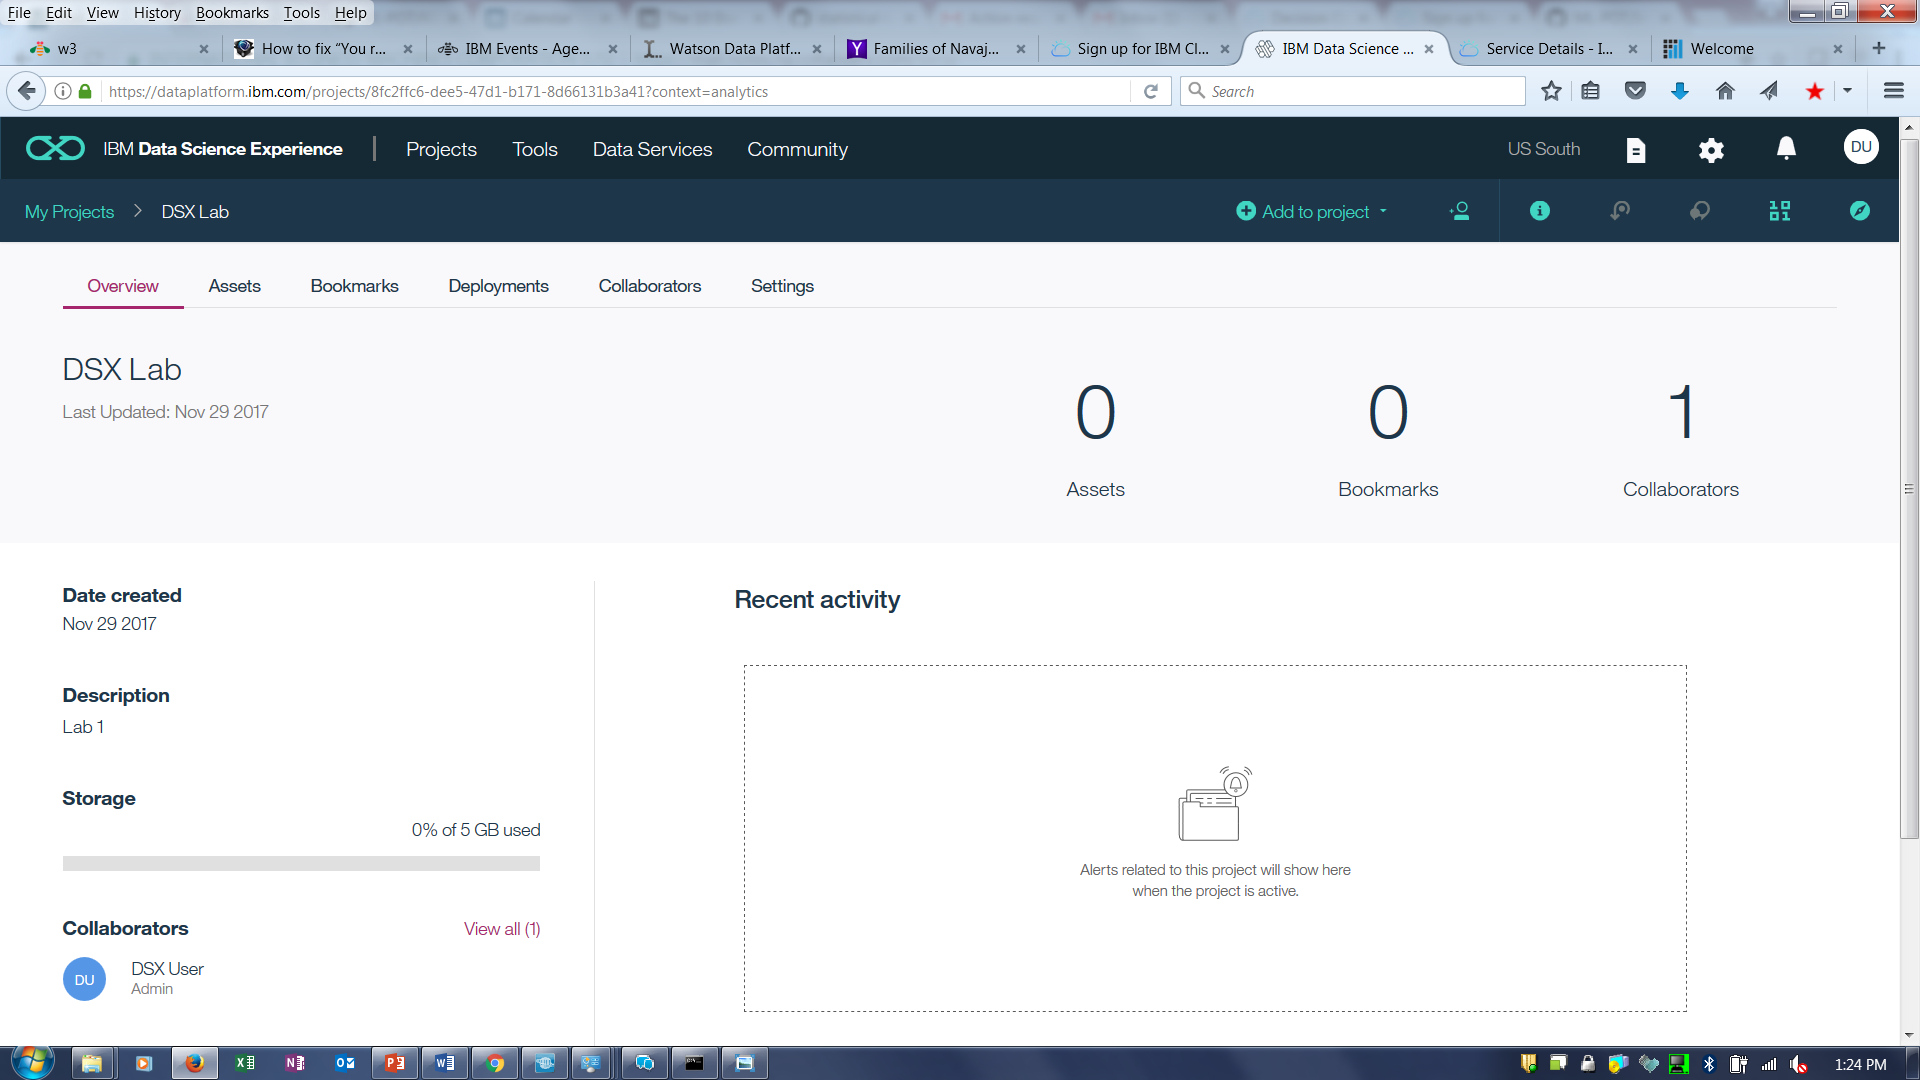 File Edit View History Bookmarks Tools Help
w3
How to fix “You r...
IBM Events - Age...
Watson Data Platf...
Families of Navaj...
Sign up for IBM Cl...
IBM Data Science ...
Service Details - I...
Welcome
https://dataplatform.ibm.com/projects/8fc2ffc6-dee5-47d1-b171-8d66131b3a41?context=analytics
Search
IBM Data Science Experience
Projects Tools Data Services Community
US South
DU
My Projects
DSX Lab
Add to project
Overview Assets Bookmarks Deployments Collaborators Settings
DSX Lab
Last Updated: Nov 29 2017
0
Assets
0
Bookmarks
1
Collaborators
Date created
Nov 29 2017
Description
Lab 1
Storage
0% of 5 GB used
Collaborators
View all (1)
DU
DSX User
Admin
Recent activity
Alerts related to this project will show here
when the project is active.
1:24 PM